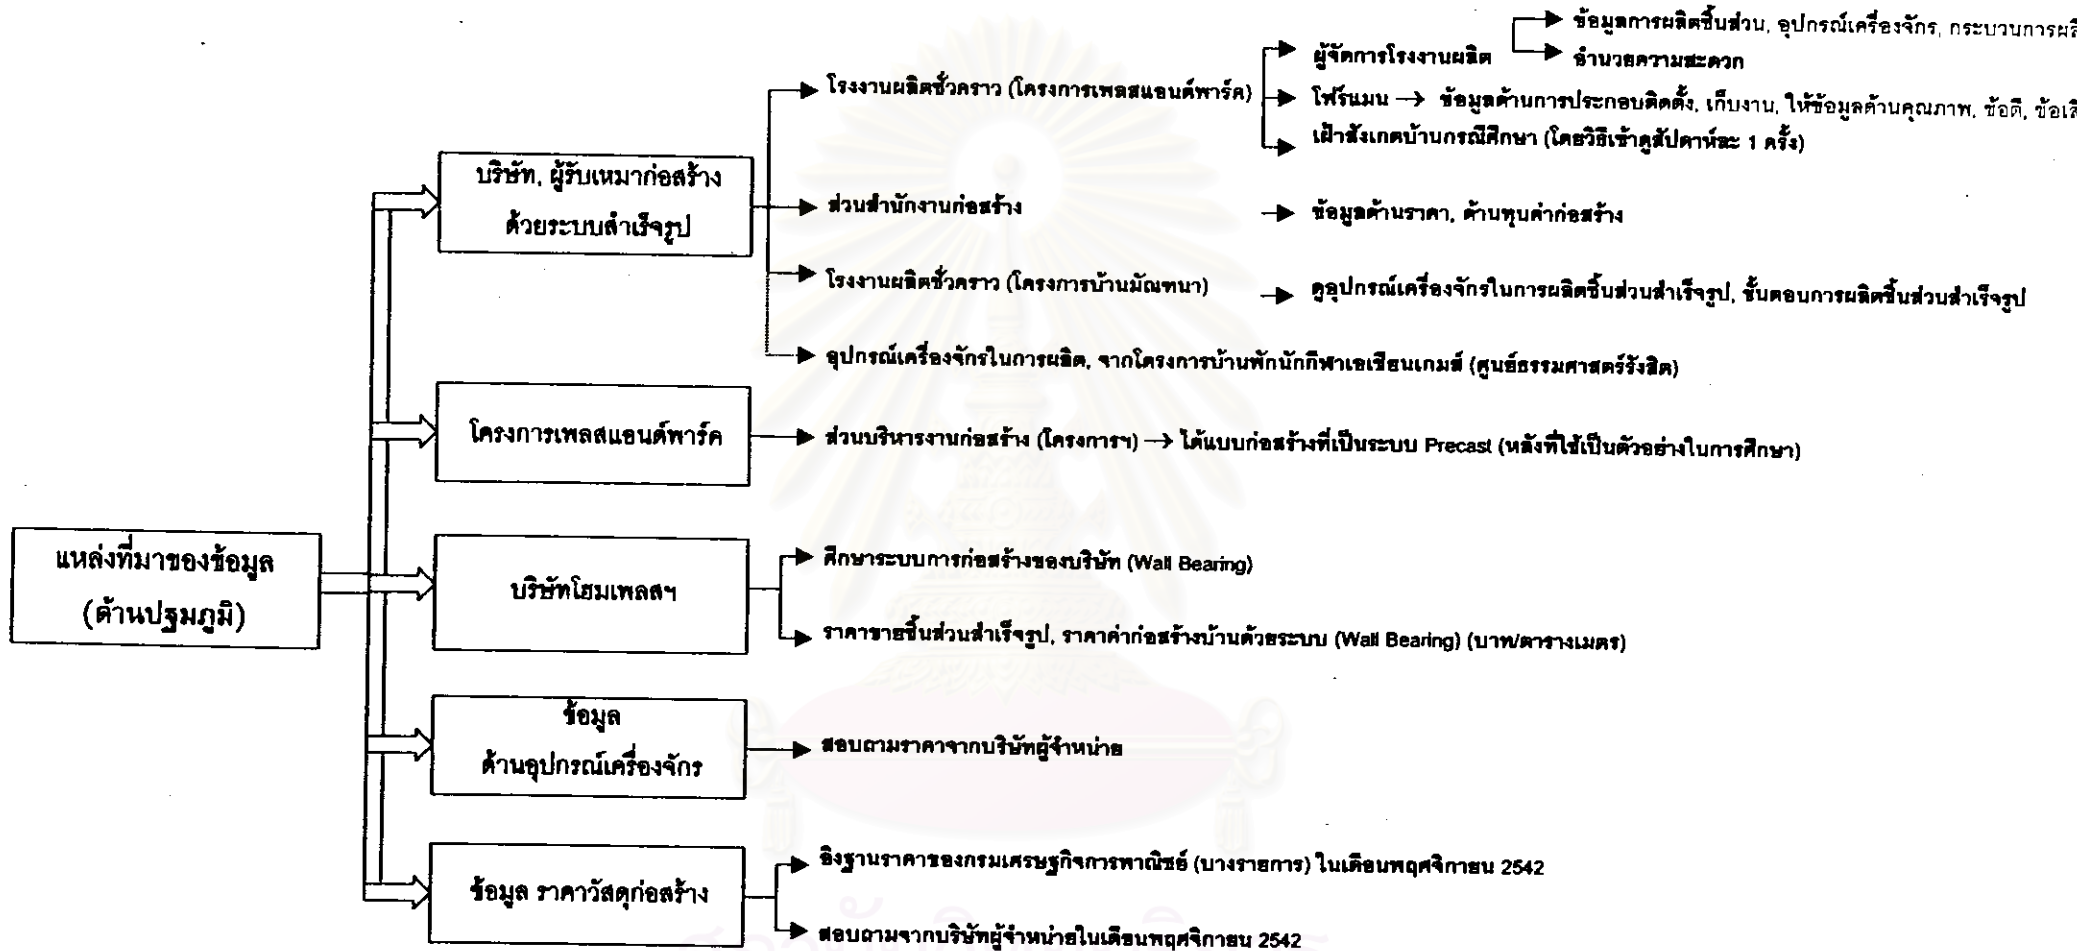 แหล่งที่มาของข้อมูล
(ด้านปฐมภูมิ)
บริษัท, ผู้รับเหมาก่อสร้าง
ด้วยระบบสำเร็จรูป
โรงงานผลิตชั่วคราว (โครงการเพลสแอนด์พาร์ค)
ผู้จัดการโรงงานผลิต
ข้อมูลการผลิตชิ้นส่วน, อุปกรณ์เครื่องจักร,
อำนวยความสะดวก
โฟร์แมน → ข้อมูลด้านการประกอบติดตั้ง, เก็บงาน, ให้ข้อมูลด้านคุณภาพ, ข้อดี,
เฝ้าสังเกตบ้านกรณีศึกษา (โดยวิธีเข้าดูสัปดาห์ละ 1 ครั้ง)
ส่วนสำนักงานก่อสร้าง
ข้อมูลด้านราคา, ด้านทุนค่าก่อสร้าง
โรงงานผลิตชั่วคราว (โครงการบ้านมัณฑนา)
ดูอุปกรณ์เครื่องจักรในการผลิตชิ้นส่วนสำเร็จรูป, ขั้นตอนการผลิตชิ้นส่วนสำเร็จรูป
อุปกรณ์เครื่องจักรในการผลิต, จากโครงการบ้านพักนักกีฬาเอเชียนเกมส์ (ศูนย์ธรรมศาสตร์รังสิต)
โครงการเพลสแอนด์พาร์ค
ส่วนบริหารงานก่อสร้าง (โครงการฯ) → ได้แบบก่อสร้างที่เป็นระบบ Precast (หลังที่ใช้เป็นตัวอย่างในการศึกษา)
บริษัทโฮมเพลสฯ
ศึกษาระบบการก่อสร้างของบริษัท (Wall Bearing)
ราคาขายชิ้นส่วนสำเร็จรูป, ราคาค่าก่อสร้างบ้านด้วยระบบ (Wall Bearing) (บาท/ตารางเมตร)
ข้อมูล
ด้านอุปกรณ์เครื่องจักร
สอบถามราคาจากบริษัทผู้จำหน่าย
ข้อมูล ราคาวัสดุก่อสร้าง
อิงฐานราคาของกรมเศรษฐกิจการพาณิชย์ (บางรายการ) ในเดือนพฤศจิกายน 2542
สอบถามจากบริษัทผู้จำหน่ายในเดือนพฤศจิกายน 2542